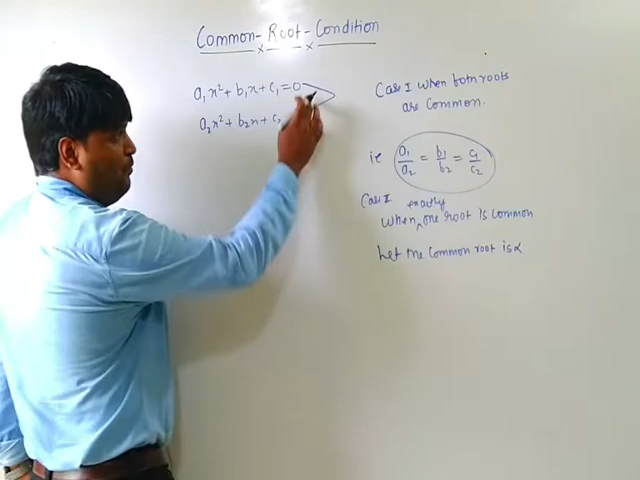 Common-Root-Condition
a₁x²+b₁x+c₁=0
a₂x²+b₂x+c₂
Case I when both roots
are Common.
ie a₁/a₂ = b₁/b₂ = c₁/c₂
Case II exactly
when ^ one root is common
Let the Common root is α